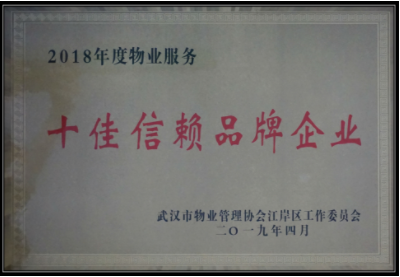 2018年度物业服务
十佳信赖品牌企业
武汉市物业管理协会江岸区工作委员会
二〇一九年四月